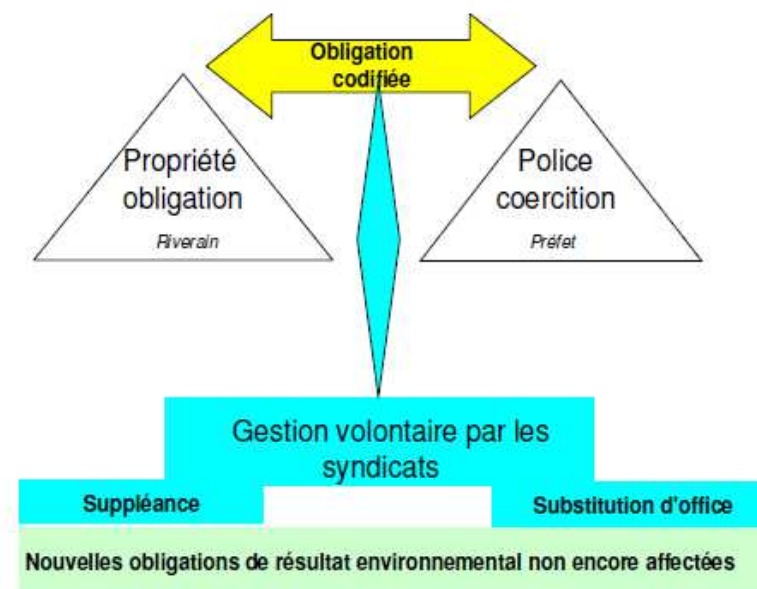 Obligation
codifiée
Propriété
obligation
Riverain
Police
coercition
Préfet
Gestion volontaire par les
syndicats
Suppléance
Substitution d'office
Nouvelles obligations de résultat environnemental non encore affectées